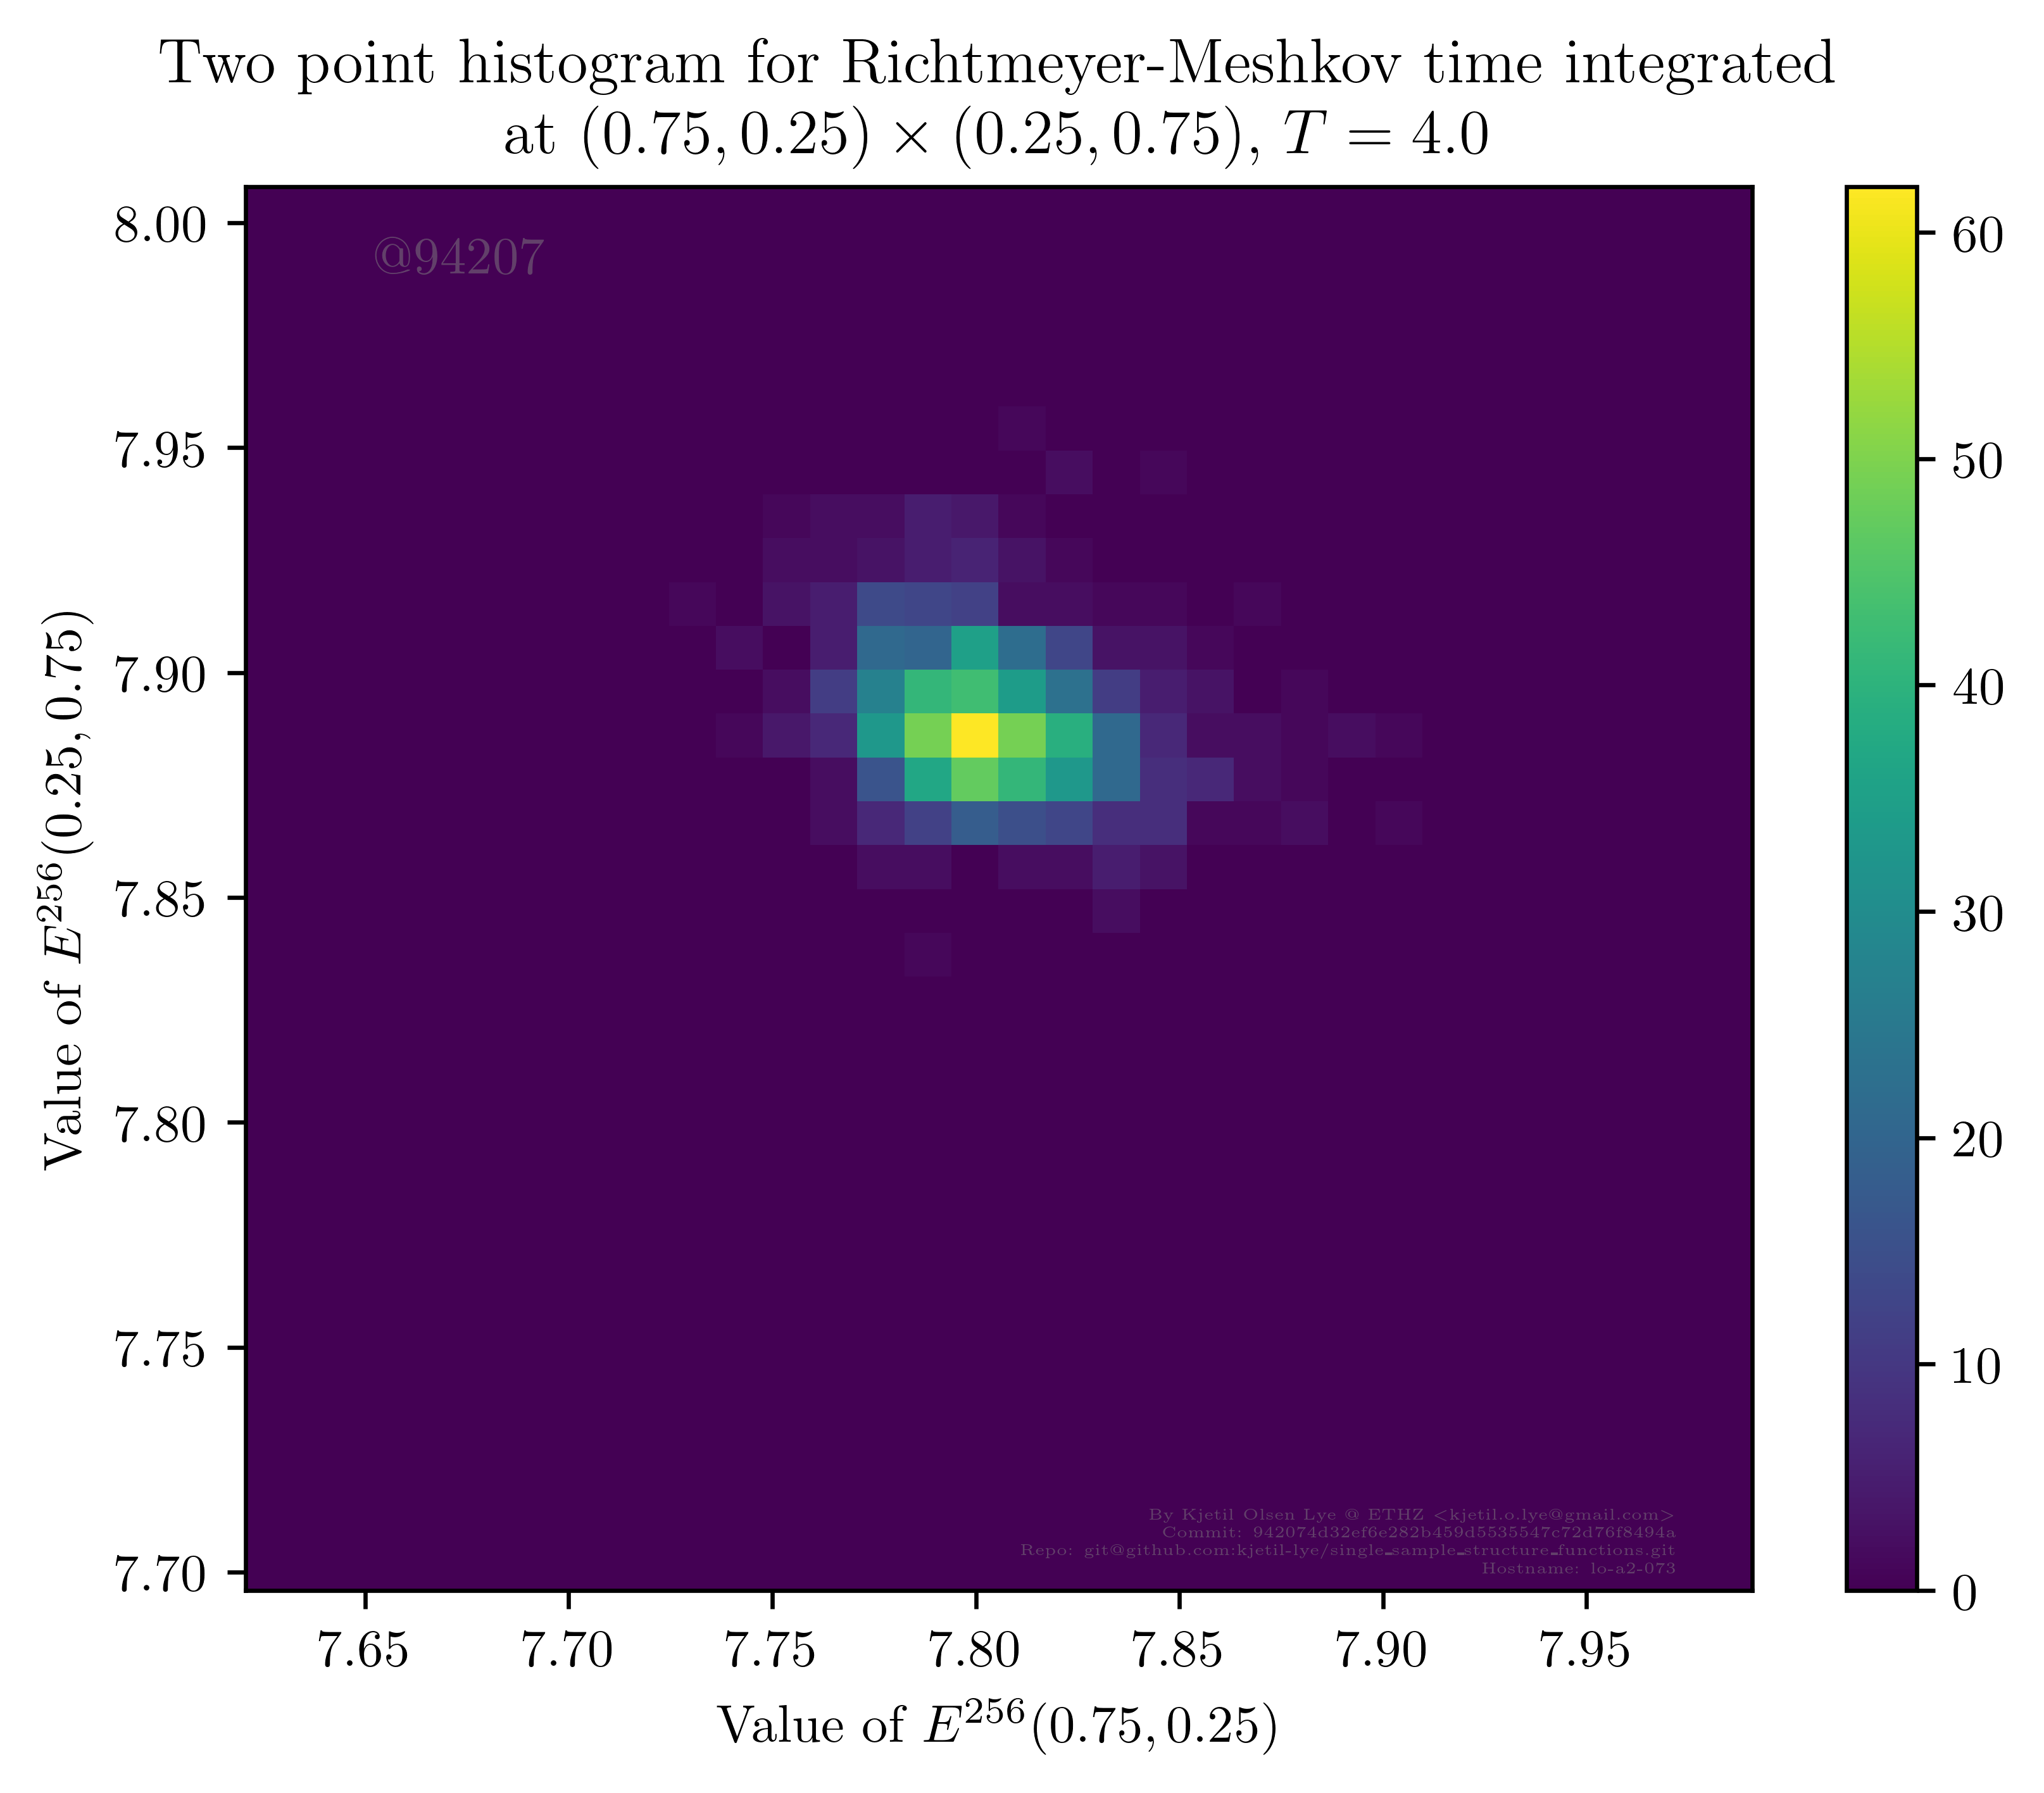 Two point histogram for Richtmeyer-Meshkov time integrated
at (0.75, 0.25) × (0.25, 0.75), T = 4.0
@94207
8.00
7.95
7.90
7.85
7.80
7.75
7.70
Value of E²⁵⁶(0.25, 0.75)
60
50
40
30
20
10
0
By Kjetil Olsen Lye @ ETHZ <kjetil.o.lye@gmail.com>
Commit: 942074d32ef6e282b459d5535547c72d76f8494a
Repo: git@github.com:kjetil-lye/single_sample_structure_functions.git
Hostname: lo-a2-073
7.65 7.70 7.75 7.80 7.85 7.90 7.95
Value of E²⁵⁶(0.75, 0.25)